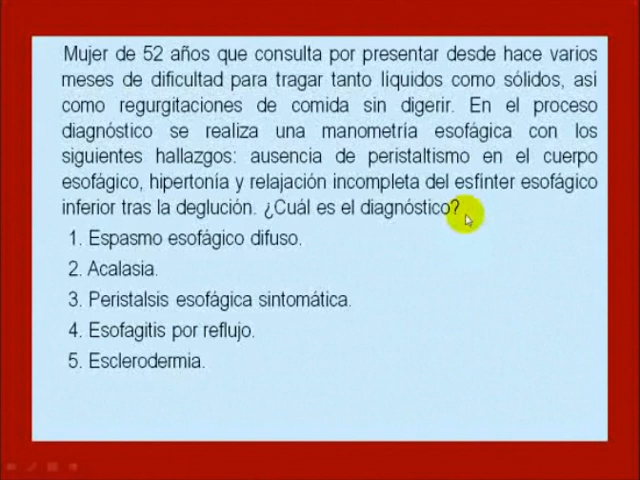 Mujer de 52 años que consulta por presentar desde hace varios
meses de dificultad para tragar tanto líquidos como sólidos, asi
como regurgitaciones de comida sin digerir. En el proceso
diagnóstico se realiza una manometría esofágica con los
siguientes hallazgos: ausencia de peristaltismo en el cuerpo
esofágico, hipertonía y relajación incompleta del esfínter esofágico
inferior tras la deglución. ¿Cuál es el diagnóstico?
1. Espasmo esofágico difuso.
2. Acalasia.
3. Peristalsis esofágica sintomática.
4. Esofagitis por reflujo.
5. Esclerodermia.